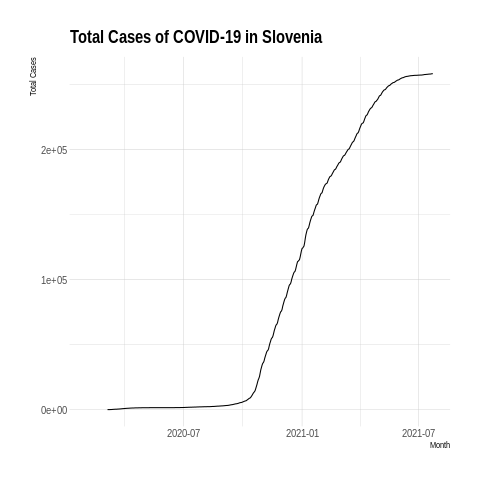 Total Cases of COVID-19 in Slovenia
Total Cases
2e+05
1e+05
0e+00
2020-07 2021-01 2021-07
Month